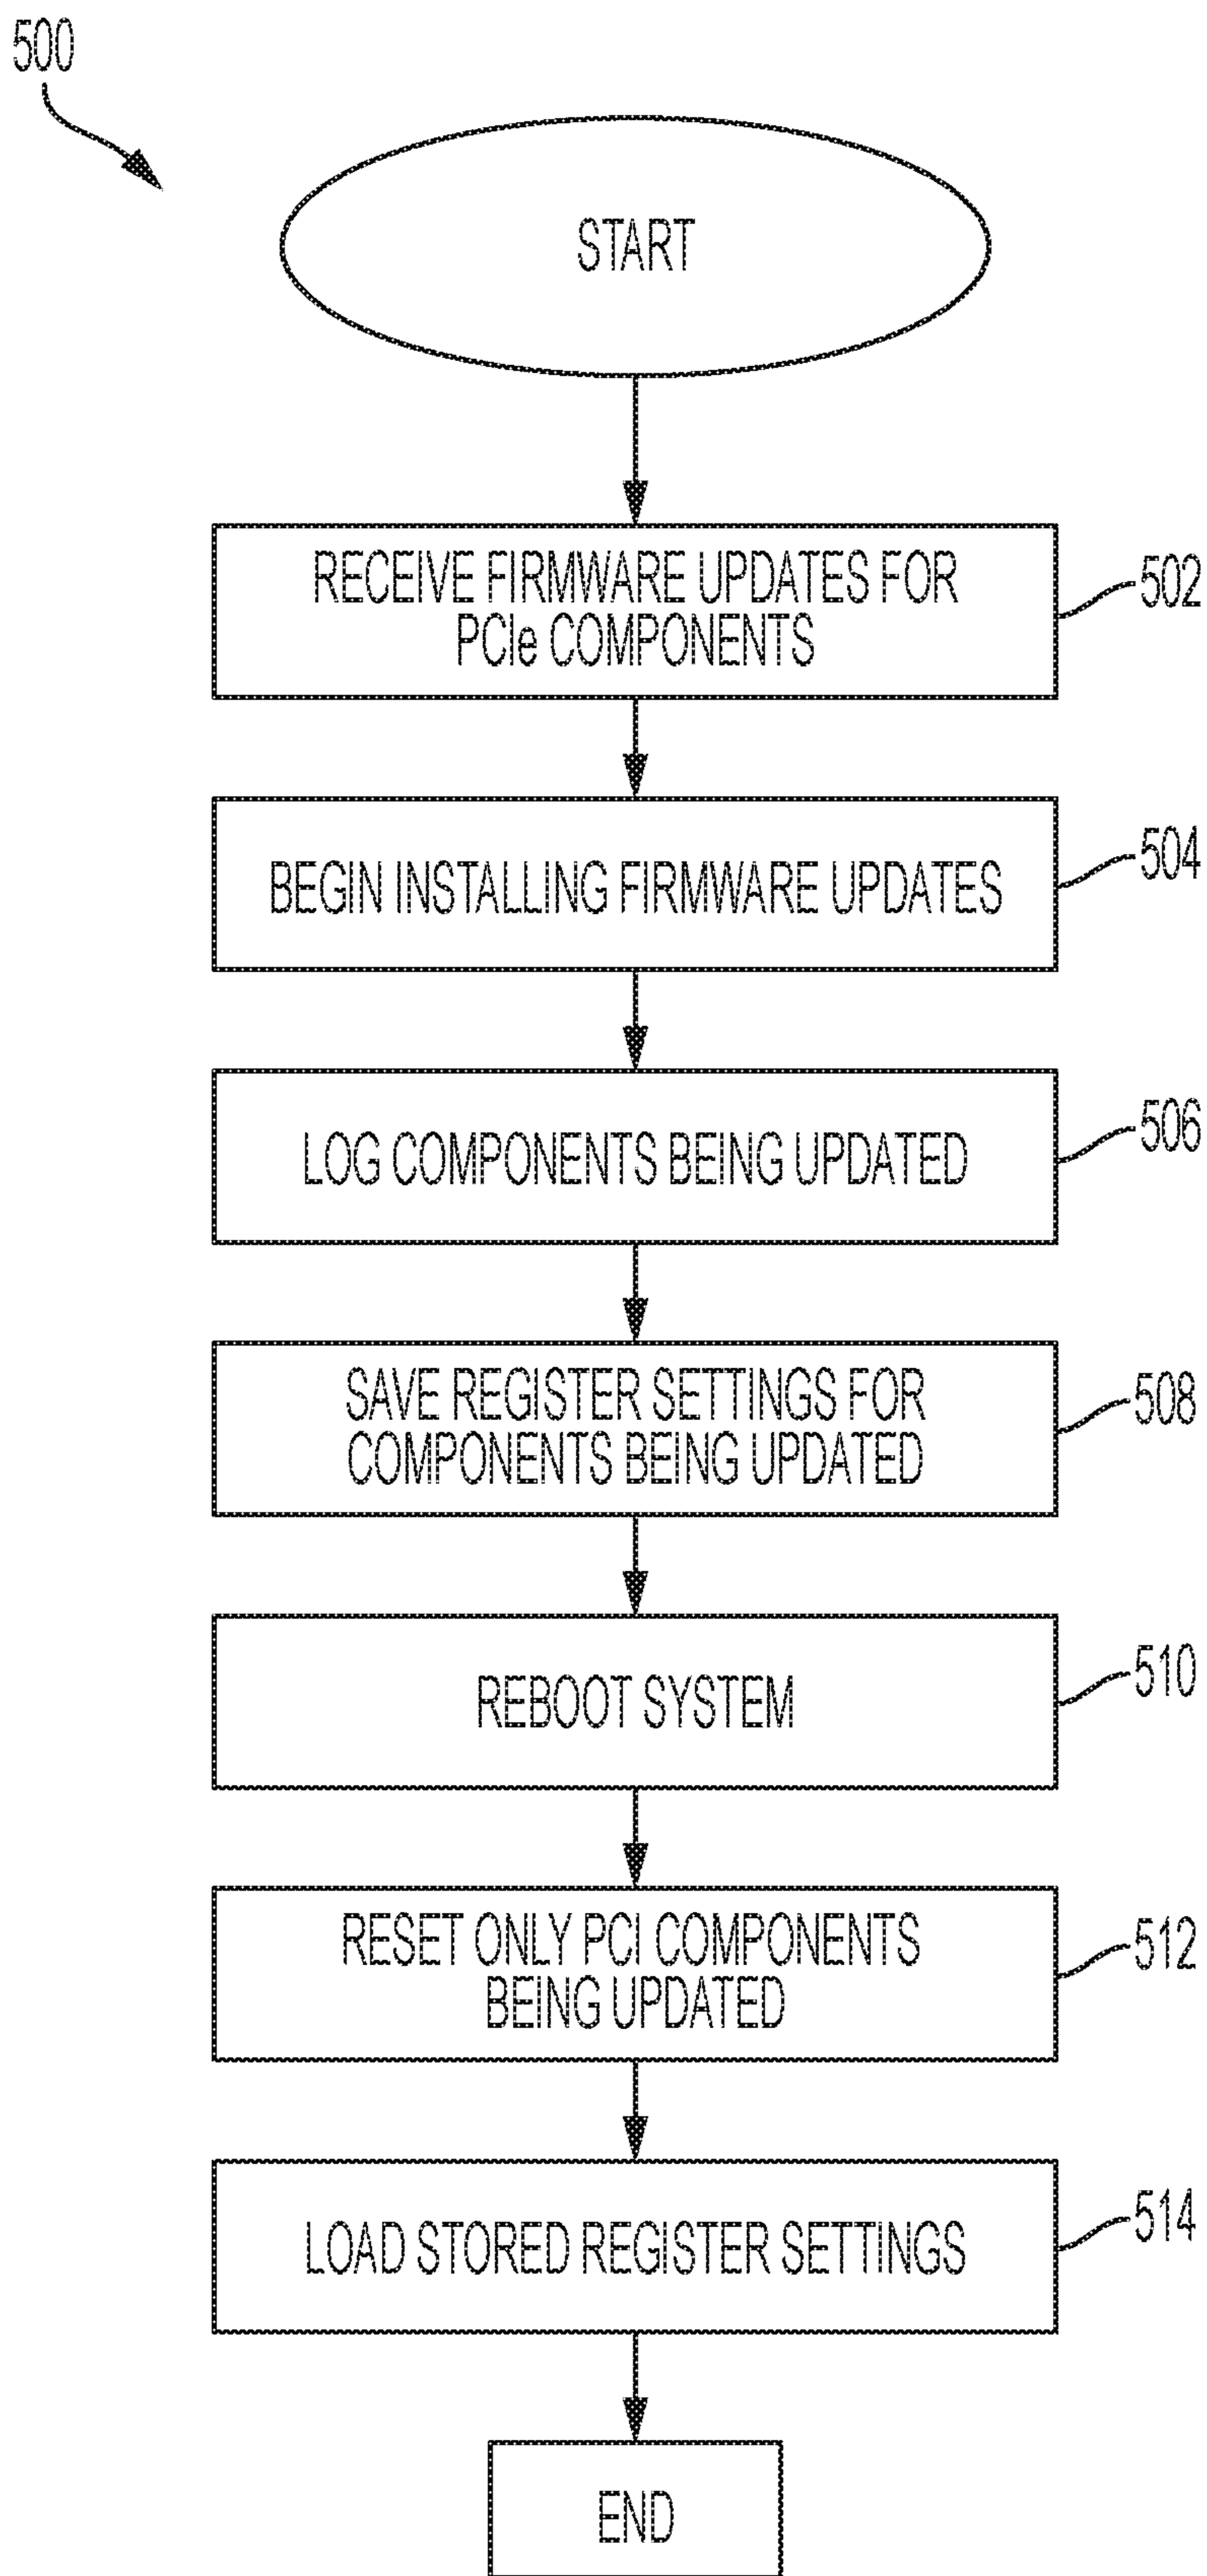 500
START
RECEIVE FIRMWARE UPDATES FOR
PCIe COMPONENTS
502
BEGIN INSTALLING FIRMWARE UPDATES
504
LOG COMPONENTS BEING UPDATED
506
SAVE REGISTER SETTINGS FOR
COMPONENTS BEING UPDATED
508
REBOOT SYSTEM
510
RESET ONLY PCI COMPONENTS
BEING UPDATED
512
LOAD STORED REGISTER SETTINGS
514
END